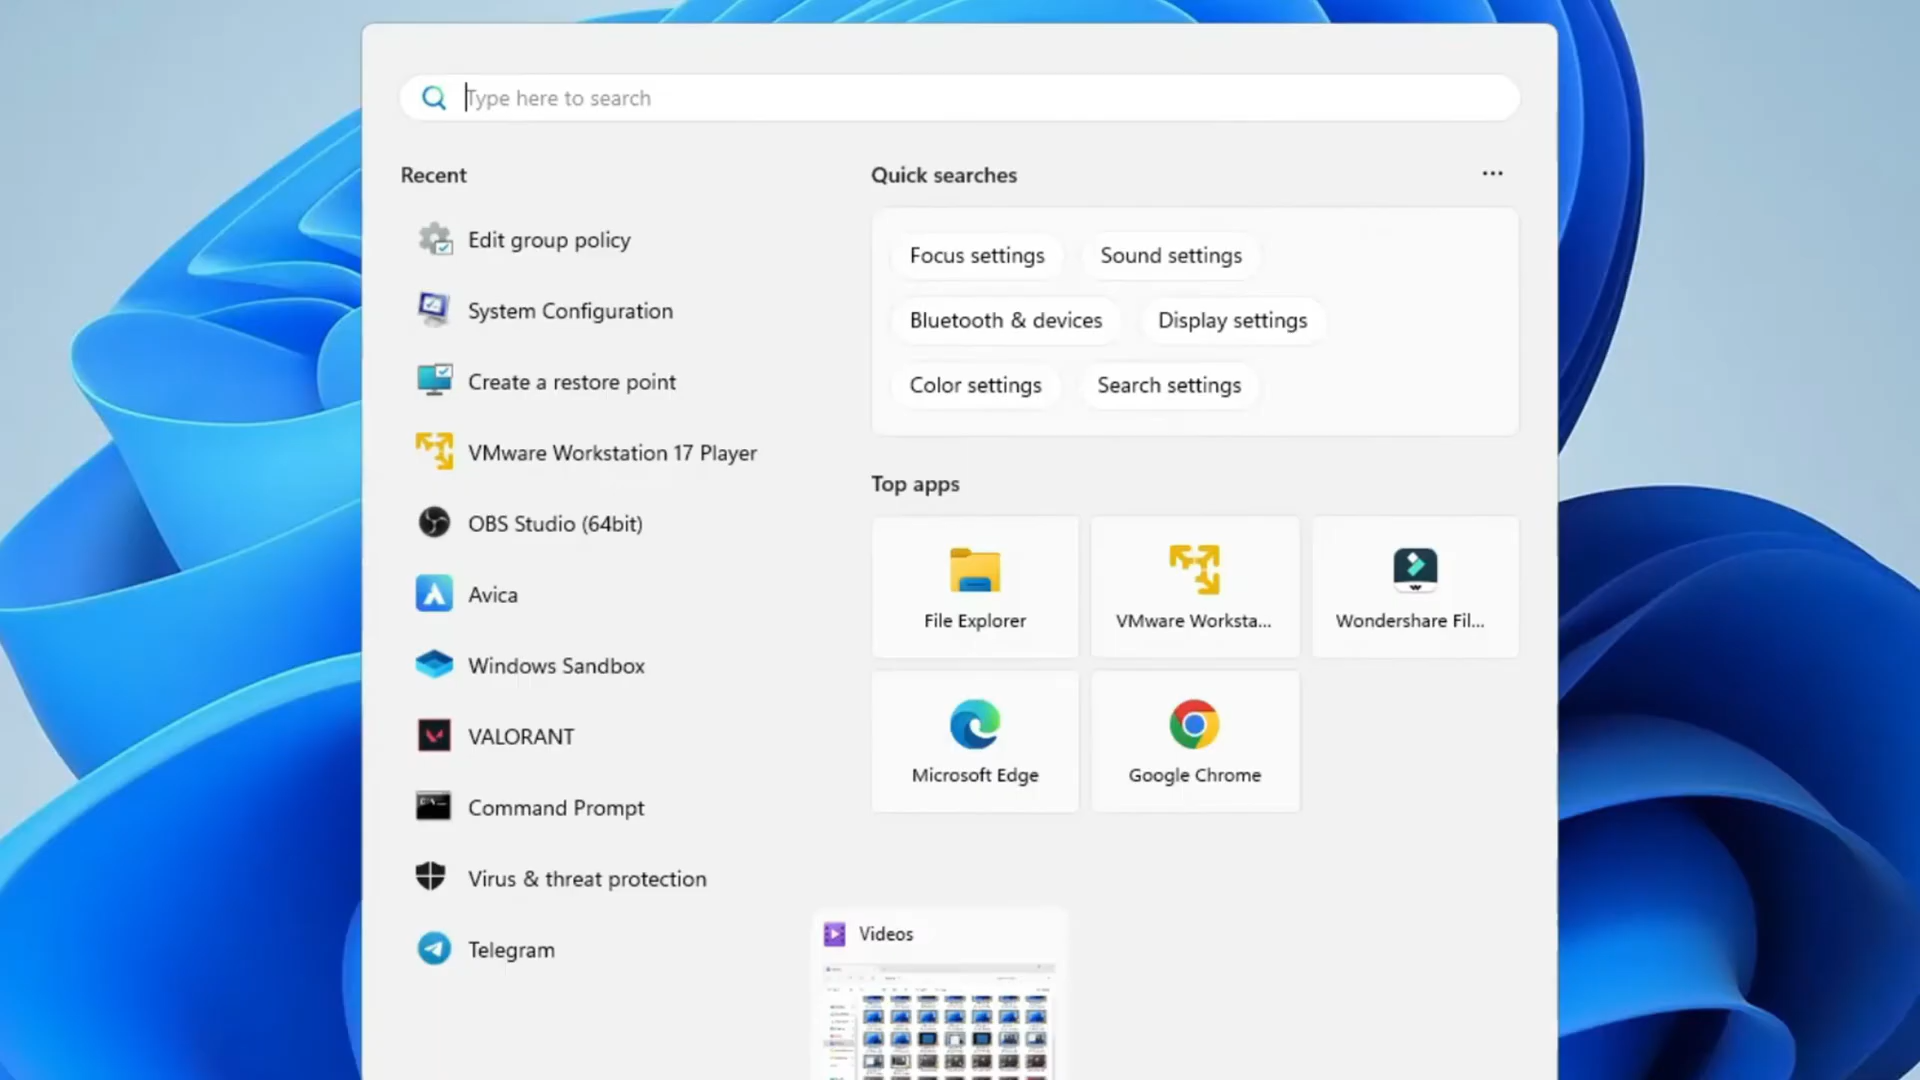 Type here to search
Recent
Edit group policy
System Configuration
Create a restore point
VMware Workstation 17 Player
OBS Studio (64bit)
Avica
Windows Sandbox
VALORANT
Command Prompt
Virus & threat protection
Telegram
Quick searches
Focus settings
Sound settings
Bluetooth & devices
Display settings
Color settings
Search settings
Top apps
File Explorer
VMware Worksta...
Wondershare Fil...
Microsoft Edge
Google Chrome
Videos